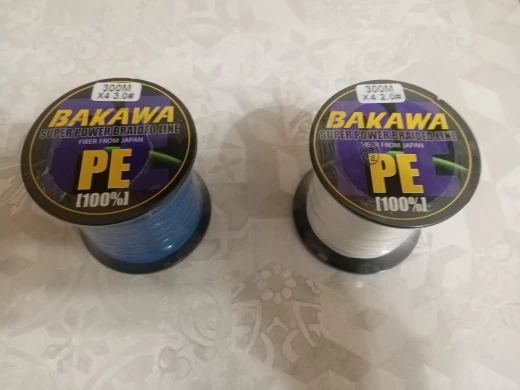 300M
X4 3.0#
BAKAWA
SUPER POWER BRAIDED LINE
FIBER FROM JAPAN
PE
[100%]
300M
X4 2.0#
BAKAWA
SUPER POWER BRAIDED LINE
FIBER FROM JAPAN
PE
[100%]